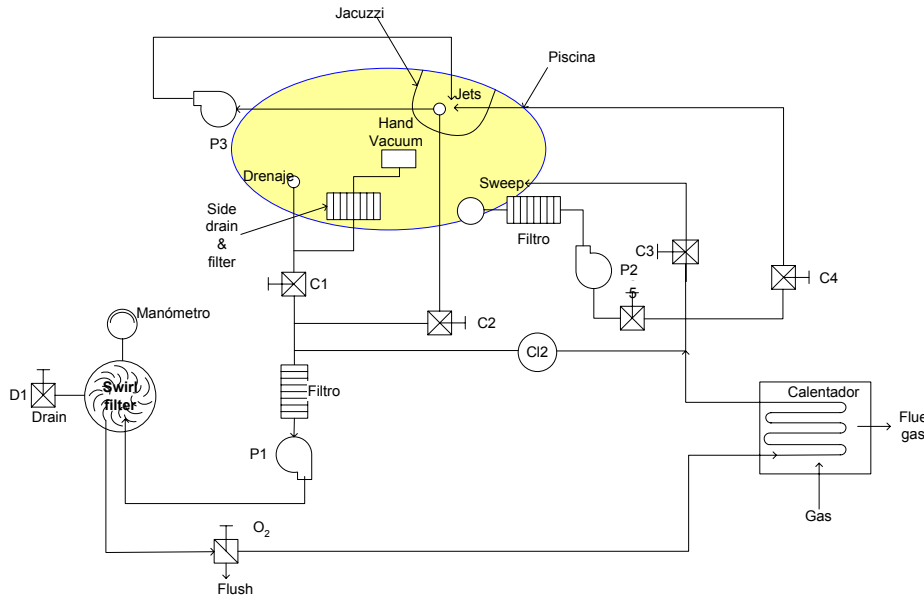 Jacuzzi
Piscina
Jets
P3
Hand
Vacuum
Drenaje
Sweep
Side
drain
&
filter
Filtro
C3
P2
5
C4
C1
C2
Manómetro
Cl2
D1
Drain
Swirl
filter
Filtro
Calentador
Flue
gas
P1
Gas
O2
Flush